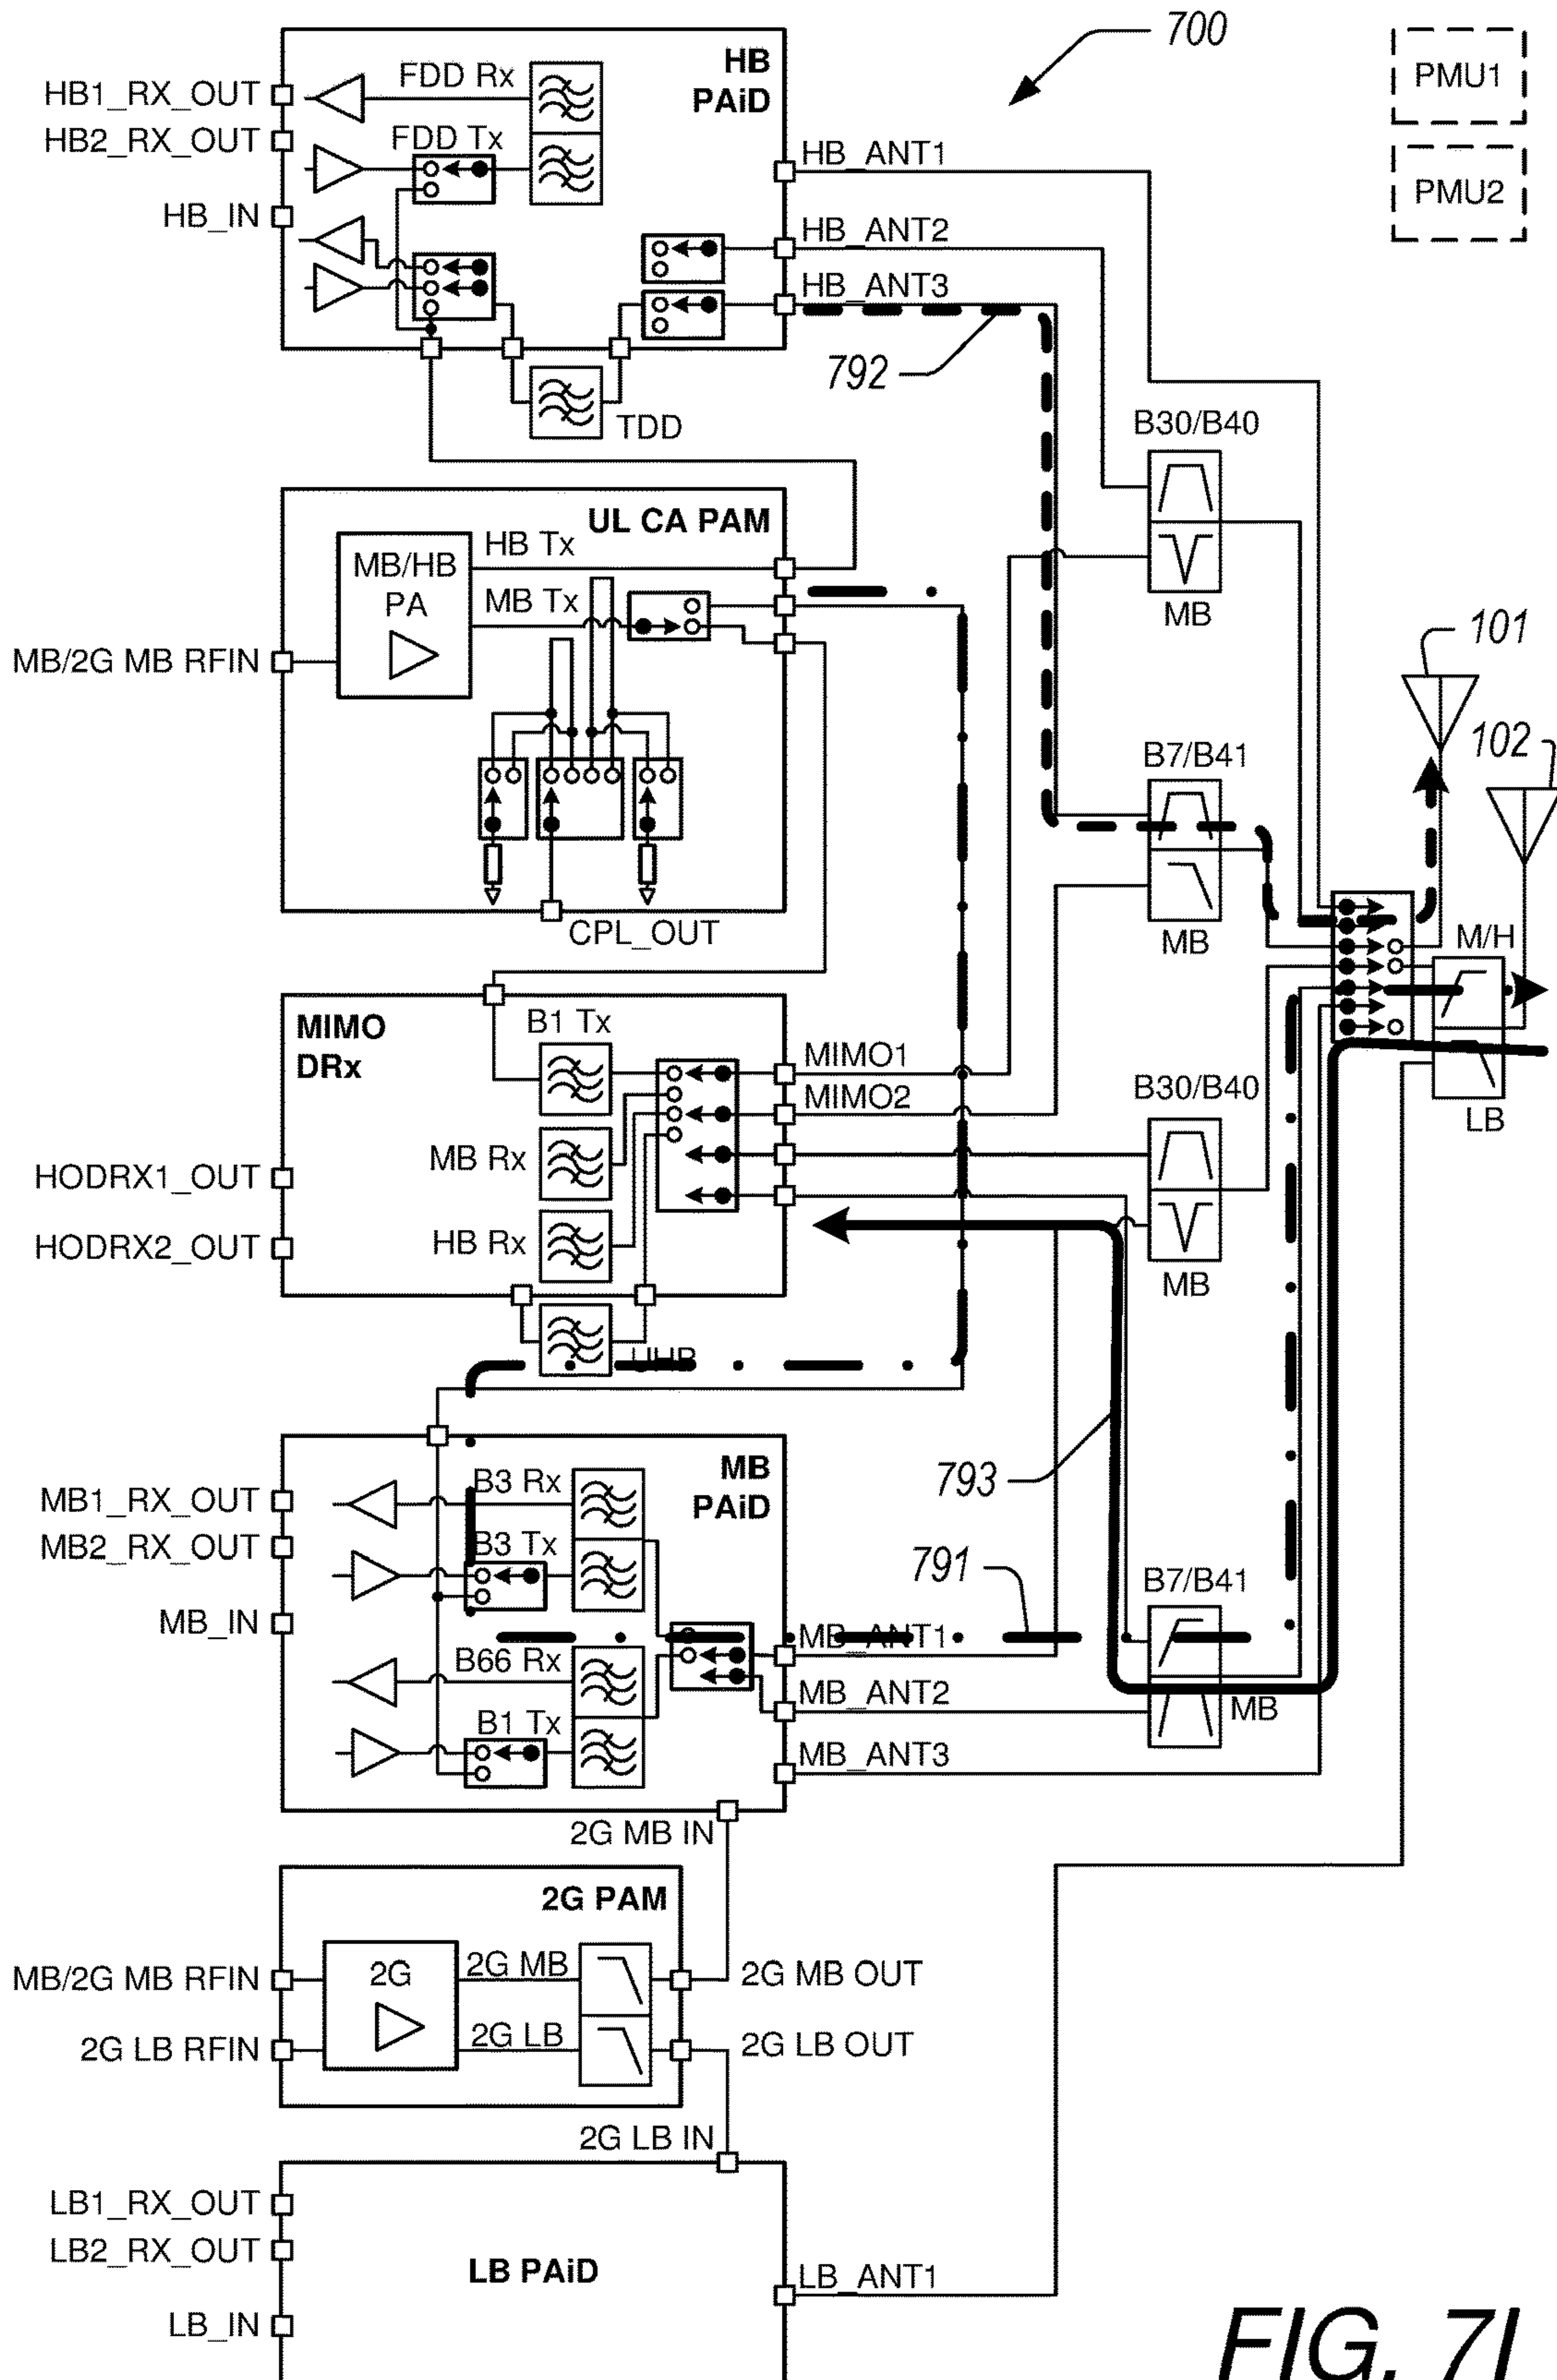 700
HB
PAiD
PMU1
PMU2
HB1_RX_OUT
FDD Rx
HB2_RX_OUT
FDD Tx
HB_IN
HB_ANT1
HB_ANT2
HB_ANT3
792
TDD
B30/B40
MB
UL CA PAM
MB/HB
PA
HB Tx
MB Tx
MB/2G MB RFIN
CPL_OUT
101
102
B7/B41
MB
M/H
LB
MIMO
DRx
B1 Tx
MIMO1
MIMO2
MB Rx
HB Rx
HODRX1_OUT
HODRX2_OUT
UHB
B30/B40
MB
793
791
MB
PAiD
MB1_RX_OUT
B3 Rx
MB2_RX_OUT
B3 Tx
MB_IN
B66 Rx
B1 Tx
MB_ANT1
MB_ANT2
MB_ANT3
B7/B41
MB
2G MB IN
2G PAM
MB/2G MB RFIN
2G
2G MB
2G MB OUT
2G LB RFIN
2G LB
2G LB OUT
2G LB IN
LB1_RX_OUT
LB2_RX_OUT
LB PAiD
LB_ANT1
LB_IN
FIG. 7I